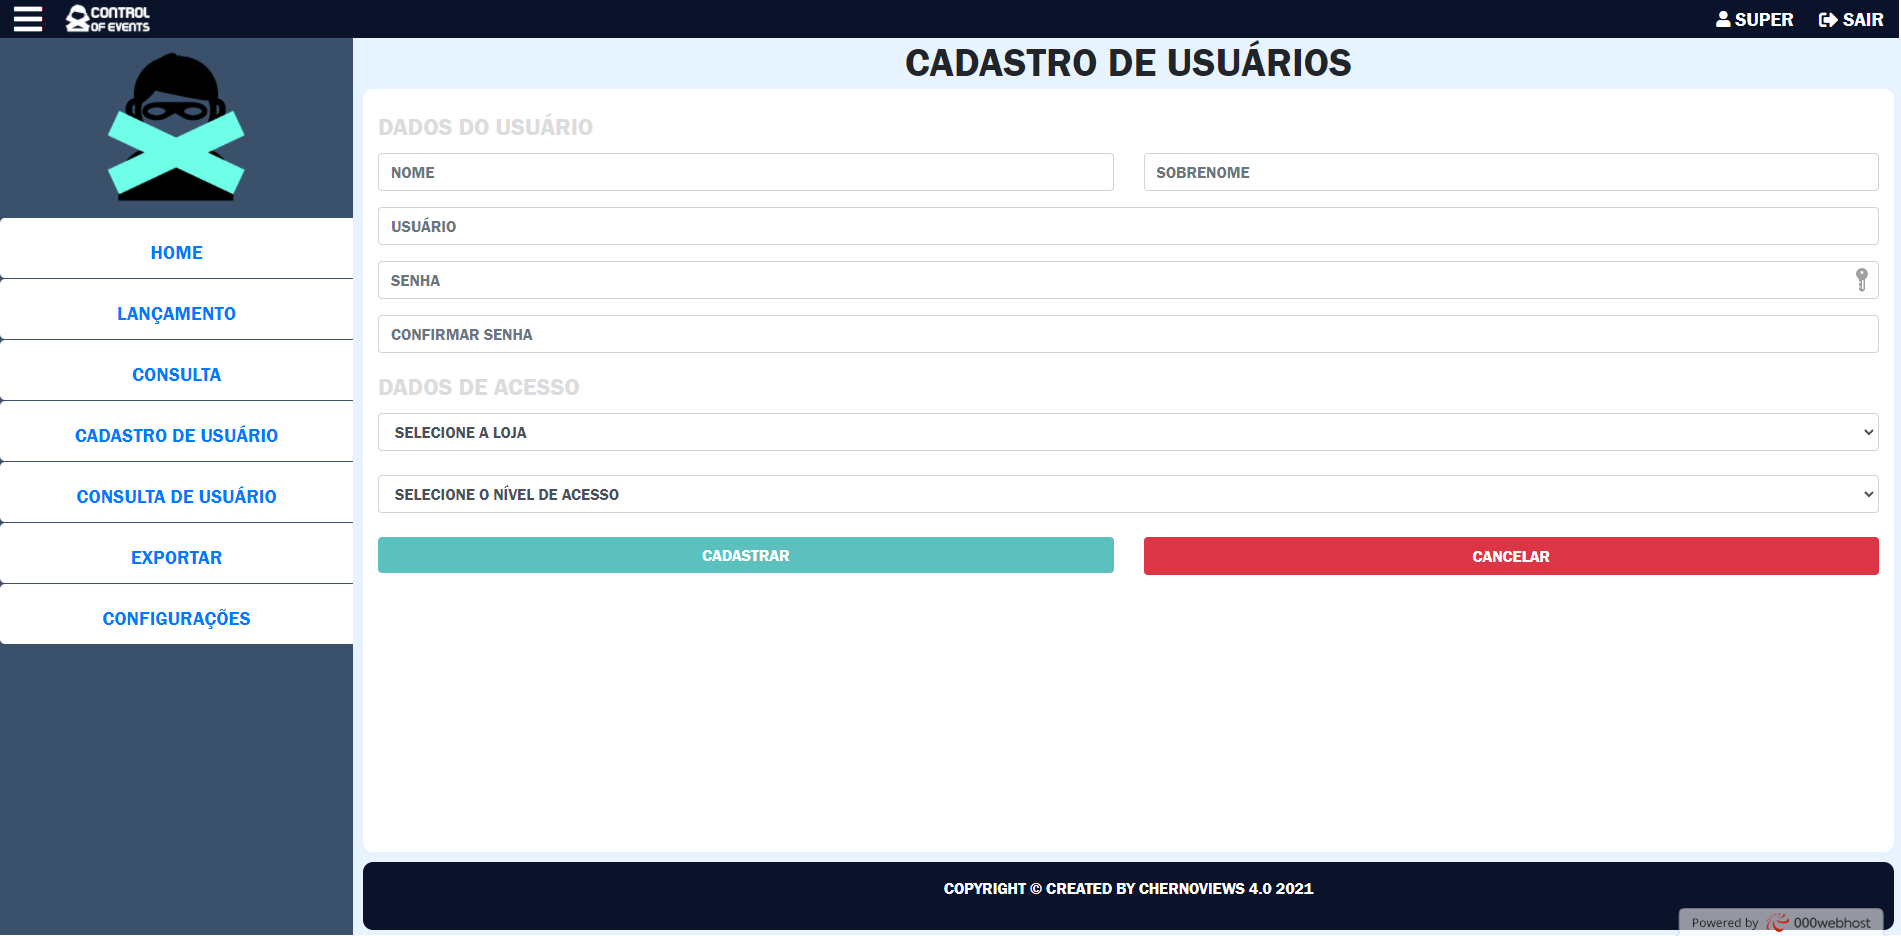 CONTROL
OF EVENTS
SUPER
SAIR
HOME
LANÇAMENTO
CONSULTA
CADASTRO DE USUÁRIO
CONSULTA DE USUÁRIO
EXPORTAR
CONFIGURAÇÕES
CADASTRO DE USUÁRIOS
DADOS DO USUÁRIO
NOME
SOBRENOME
USUÁRIO
SENHA
CONFIRMAR SENHA
DADOS DE ACESSO
SELECIONE A LOJA
SELECIONE O NÍVEL DE ACESSO
CADASTRAR
CANCELAR
COPYRIGHT © CREATED BY CHERNOVIEWS 4.0 2021
Powered by 000webhost